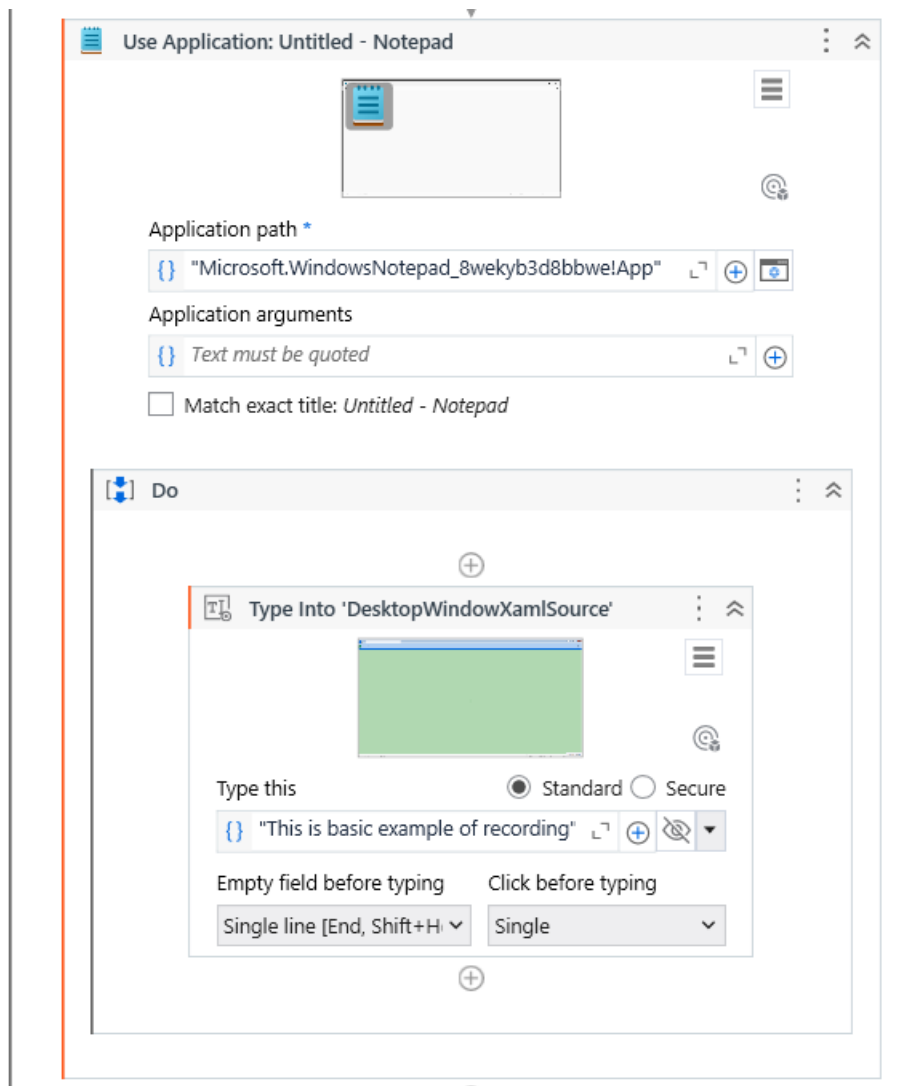 Use Application: Untitled - Notepad
Application path *
{} "Microsoft.WindowsNotepad_8wekyb3d8bbwe!App"
Application arguments
{} Text must be quoted
Match exact title: Untitled - Notepad
Do
Type Into 'DesktopWindowXamlSource'
Type this Standard Secure
{} "This is basic example of recording"
Empty field before typing Click before typing
Single line [End, Shift+H Single